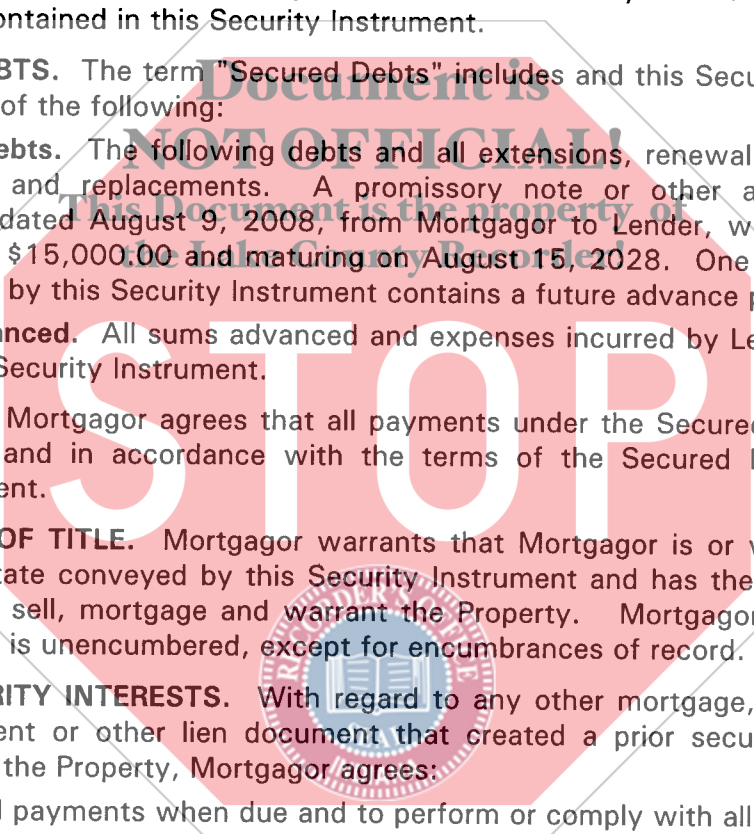 ontained in this Security Instrument.
BTS. The term "Secured Debts" includes and this Secu
of the following:
ebts. The following debts and all extensions, renewal
and replacements. A promissory note or other a
dated August 9, 2008, from Mortgagor to Lender, w
$15,000.00 and maturing on August 15, 2028. One
by this Security Instrument contains a future advance
nced. All sums advanced and expenses incurred by Le
Security Instrument.
Mortgagor agrees that all payments under the Secured
and in accordance with the terms of the Secured
ent.
OF TITLE. Mortgagor warrants that Mortgagor is or
tate conveyed by this Security Instrument and has the
sell, mortgage and warrant the Property. Mortgagor
is unencumbered, except for encumbrances of record.
RITY INTERESTS. With regard to any other mortgage,
ent or other lien document that created a prior secu
the Property, Mortgagor agrees:
payments when due and to perform or comply with all
Document is
NOT OFFICIAL!
This Document is the property of
the Lake County Recorder!
STOP
RECORDER'S OFFICE
SEAL